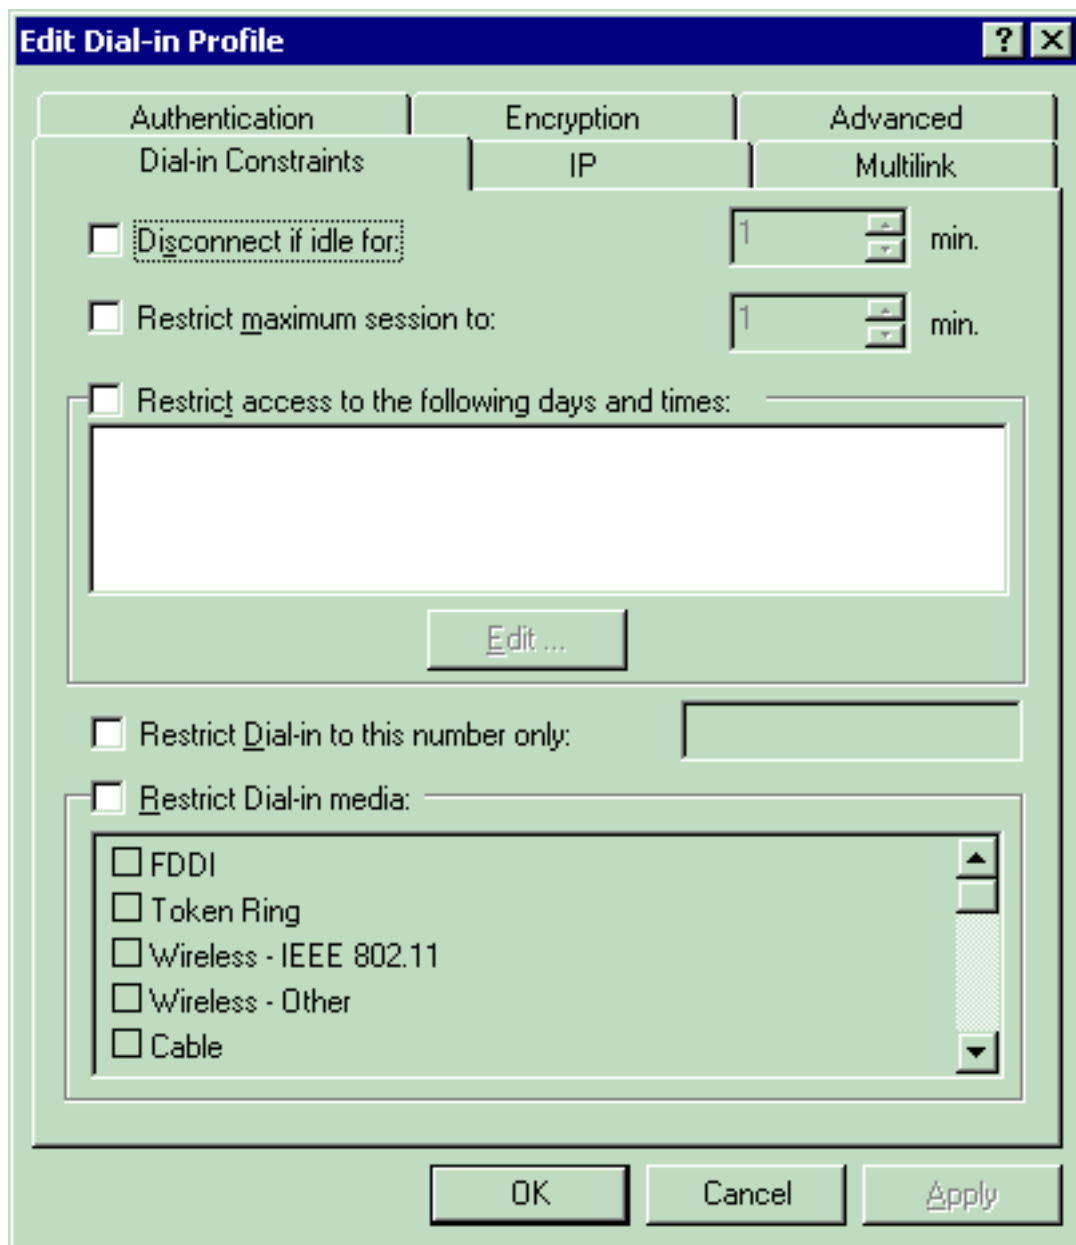 Edit Dial-in Profile
Authentication Encryption Advanced
Dial-in Constraints IP Multilink
Disconnect if idle for: 1 min.
Restrict maximum session to: 1 min.
Restrict access to the following days and times:
Edit ...
Restrict Dial-in to this number only:
Restrict Dial-in media:
FDDI
Token Ring
Wireless - IEEE 802.11
Wireless - Other
Cable
OK Cancel Apply